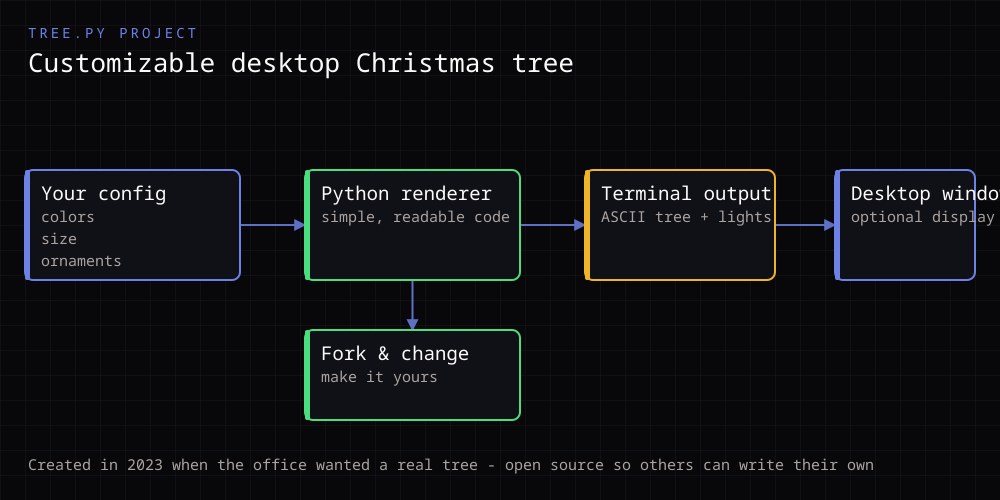 TREE.PY PROJECT
Customizable desktop Christmas tree
Your config
colors
size
ornaments
Python renderer
simple, readable code
Terminal output
ASCII tree + lights
Desktop windo
optional display
Fork & change
make it yours
Created in 2023 when the office wanted a real tree - open source so others can write their own